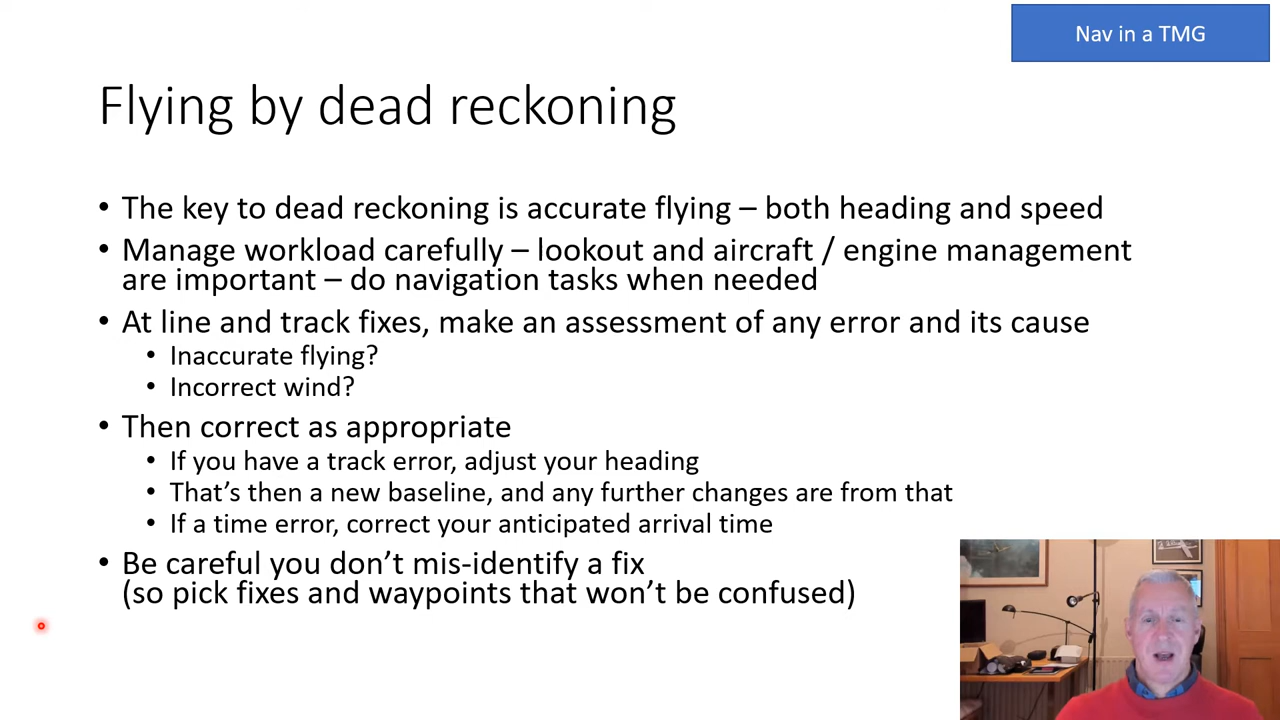 Nav in a TMG
Flying by dead reckoning
• The key to dead reckoning is accurate flying – both heading and speed
• Manage workload carefully – lookout and aircraft / engine management
are important – do navigation tasks when needed
• At line and track fixes, make an assessment of any error and its cause
• Inaccurate flying?
• Incorrect wind?
• Then correct as appropriate
• If you have a track error, adjust your heading
• That’s then a new baseline, and any further changes are from that
• If a time error, correct your anticipated arrival time
• Be careful you don’t mis-identify a fix
(so pick fixes and waypoints that won’t be confused)